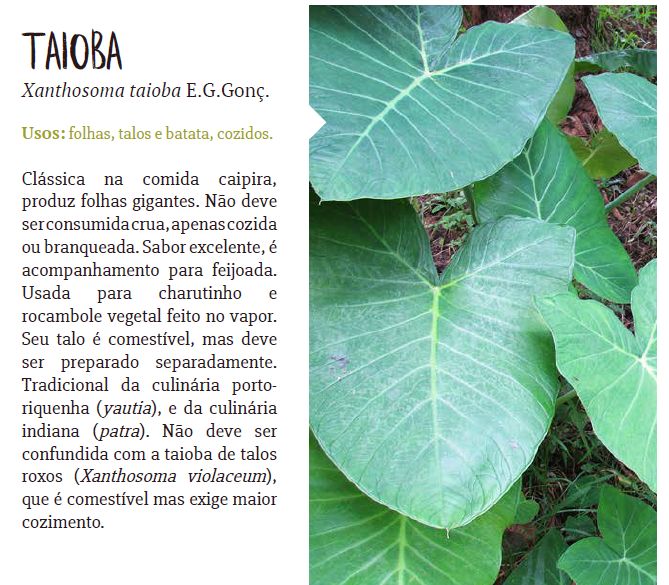 TAIOBA
Xanthosoma taioba E.G.Gonç.
Usos: folhas, talos e batata, cozidos.
Clássica na comida caipira,
produz folhas gigantes. Não deve
ser consumida crua, apenas cozida
ou branqueada. Sabor excelente, é
acompanhamento para feijoada.
Usada para charutinho e
rocambole vegetal feito no vapor.
Seu talo é comestível, mas deve
ser preparado separadamente.
Tradicional da culinária porto-
riquenha (yautia), e da culinária
indiana (patra). Não deve ser
confundida com a taioba de talos
roxos (Xanthosoma violaceum),
que é comestível mas exige maior
cozimento.